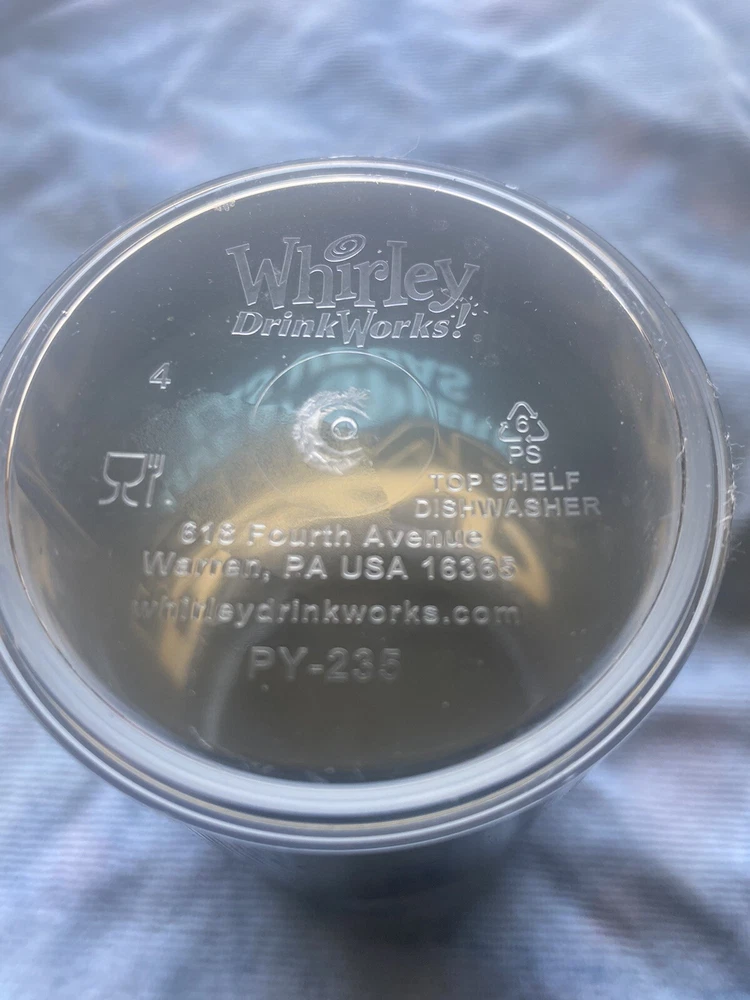 Whirley
DrinkWorks!
4
6
PS
TOP SHELF
DISHWASHER
618 Fourth Avenue
Warren, PA USA 16365
whirleydrinkworks.com
PY-235